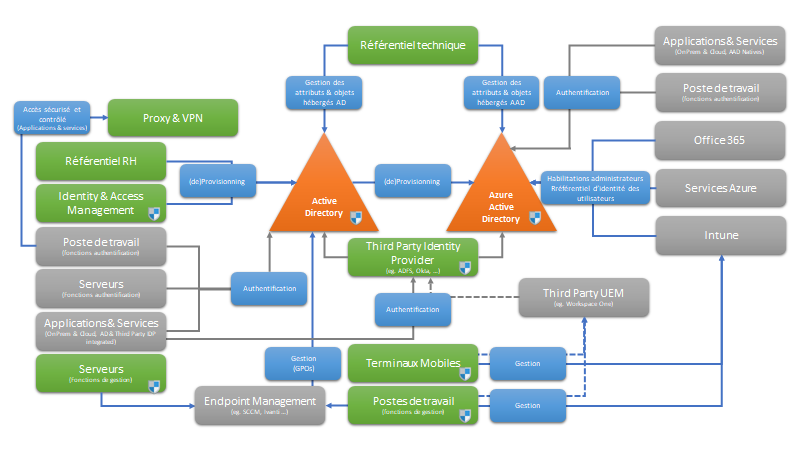 Référentiel technique
Applications & Services
(OnPrem & Cloud, AAD Natives)
Gestion des
attributs & objets
hébergés AD
Gestion des
attributs & objets
hébergés AAD
Authentification
Poste de travail
(fonctions authentification)
Accès sécurisé et
contrôlé
(Applications & services)
Proxy & VPN
Office 365
Référentiel RH
(de)Provisionning
Active
Directory
(de)Provisionning
Azure
Active
Directory
Habilitations administrateurs
Rréférentiel d'identité des
utilisateurs
Services Azure
Identity & Access
Management
Intune
Poste de travail
(fonctions authentification)
Third Party Identity
Provider
(eg. ADFS, Okta, ...)
Serveurs
(Fonctions authentification)
Authentification
Third Party UEM
(eg. Workspace One)
Authentification
Applications & Services
(OnPrem & Cloud, AD & Third Party IDP
integrated)
Serveurs
(Fonctions de gestion)
Gestion
(GPOs)
Terminaux Mobiles
Gestion
Endpoint Management
(eg. SCCM, Ivanti ...)
Postes de travail
(fonctions de gestion)
Gestion